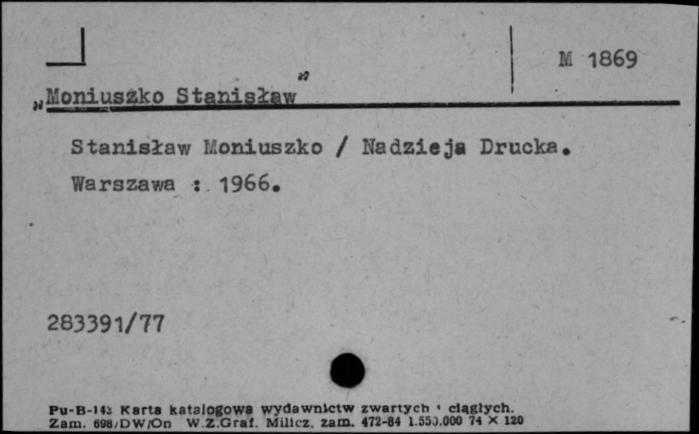 M 1869
„Moniuszko Stanisław"
Stanisław Moniuszko / Nadzieja Drucka.
Warszawa : 1966.
283391/77
Pu-B-143 Karta katalogowa wydawnictw zwartych i ciągłych.
Zam. 698/DW/On W.Z.Graf. Milicz, zam. 472-84 1.550.000 74 X 120